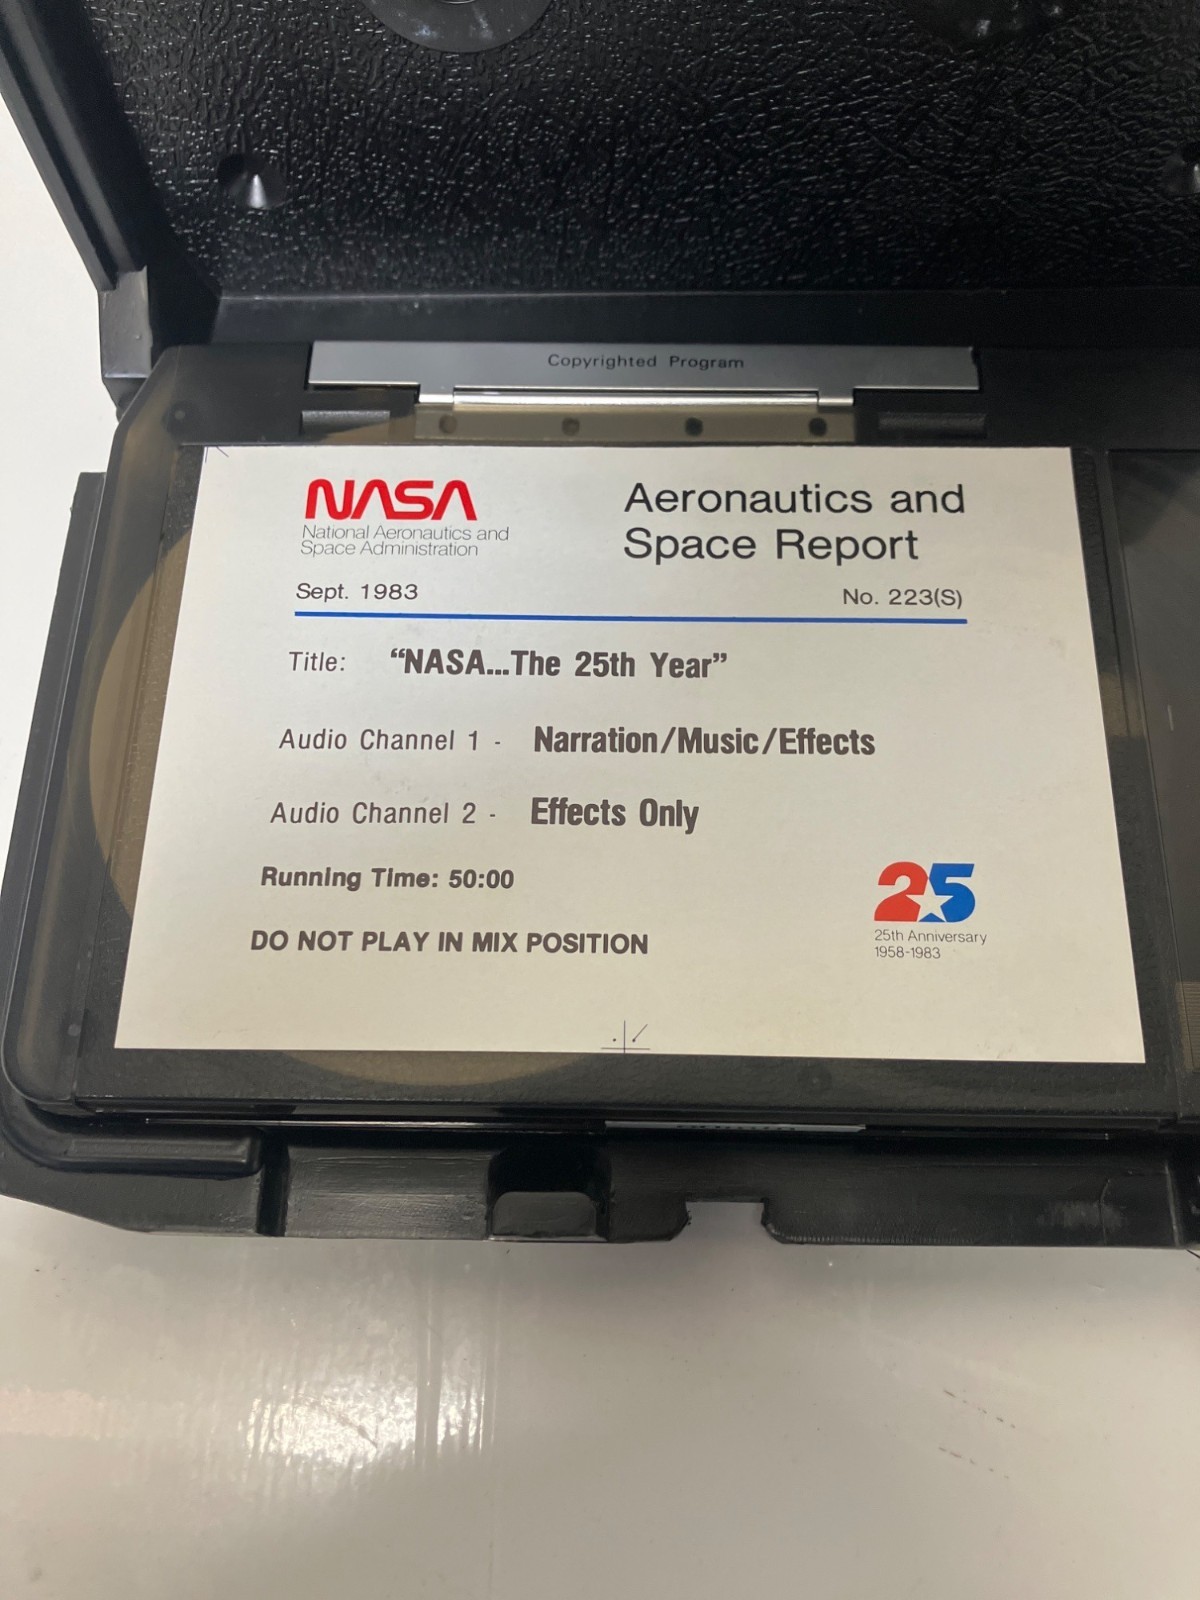 Copyrighted Program
NASA
National Aeronautics and
Space Administration
Aeronautics and
Space Report
Sept. 1983
No. 223(S)
Title: “NASA...The 25th Year”
Audio Channel 1 - Narration/Music/Effects
Audio Channel 2 - Effects Only
Running Time: 50:00
DO NOT PLAY IN MIX POSITION
25
25th Anniversary
1958-1983